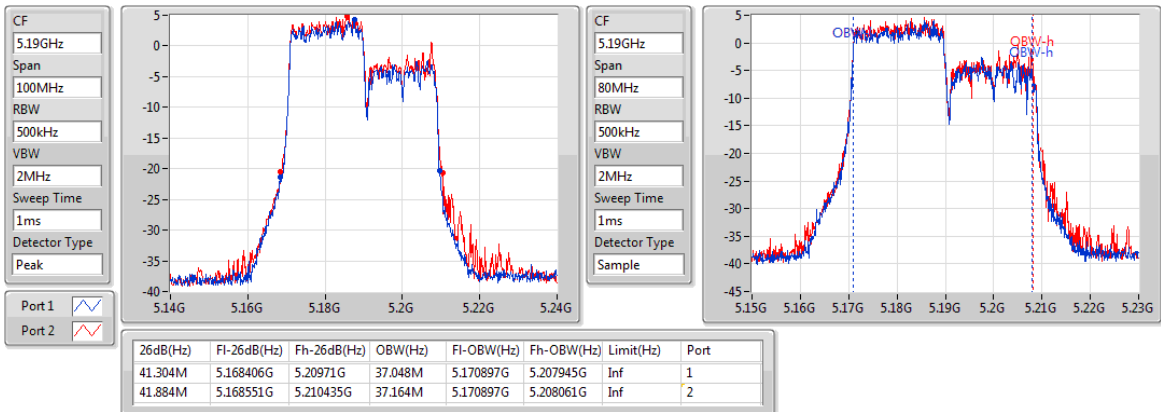 CF
5.19GHz
Span
100MHz
RBW
500kHz
VBW
2MHz
Sweep Time
1ms
Detector Type
Peak
5
0
-5
-10
-15
-20
-25
-30
-35
-40
5.14G 5.16G 5.18G 5.2G 5.22G 5.24G
CF
5.19GHz
Span
80MHz
RBW
500kHz
VBW
2MHz
Sweep Time
1ms
Detector Type
Sample
5
0
-5
-10
-15
-20
-25
-30
-35
-40
-45
OBW-h
OBW-h
5.15G 5.16G 5.17G 5.18G 5.19G 5.2G 5.21G 5.22G 5.23G
Port 1
Port 2
26dB(Hz) Fl-26dB(Hz) Fh-26dB(Hz) OBW(Hz) Fl-OBW(Hz) Fh-OBW(Hz) Limit(Hz) Port
41.304M 5.168406G 5.20971G 37.048M 5.170897G 5.207945G Inf 1
41.884M 5.168551G 5.210435G 37.164M 5.170897G 5.208061G Inf 2